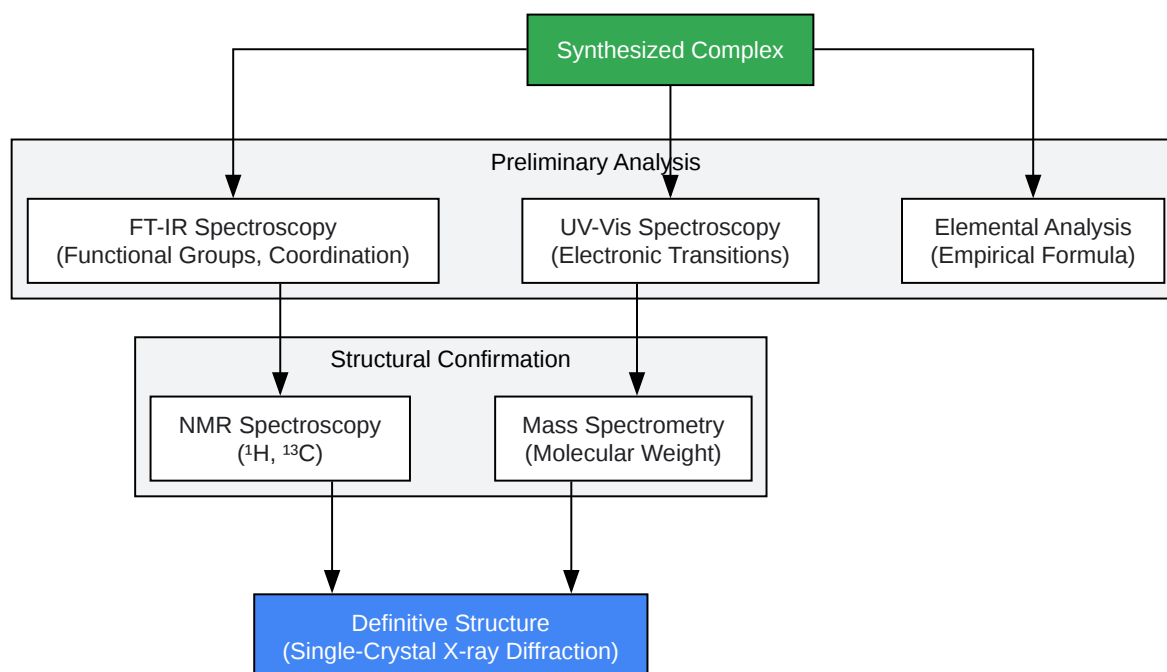 Synthesized Complex
Preliminary Analysis
FT-IR Spectroscopy
(Functional Groups, Coordination)
UV-Vis Spectroscopy
(Electronic Transitions)
Elemental Analysis
(Empirical Formula)
Structural Confirmation
NMR Spectroscopy
(¹H, ¹³C)
Mass Spectrometry
(Molecular Weight)
Definitive Structure
(Single-Crystal X-ray Diffraction)